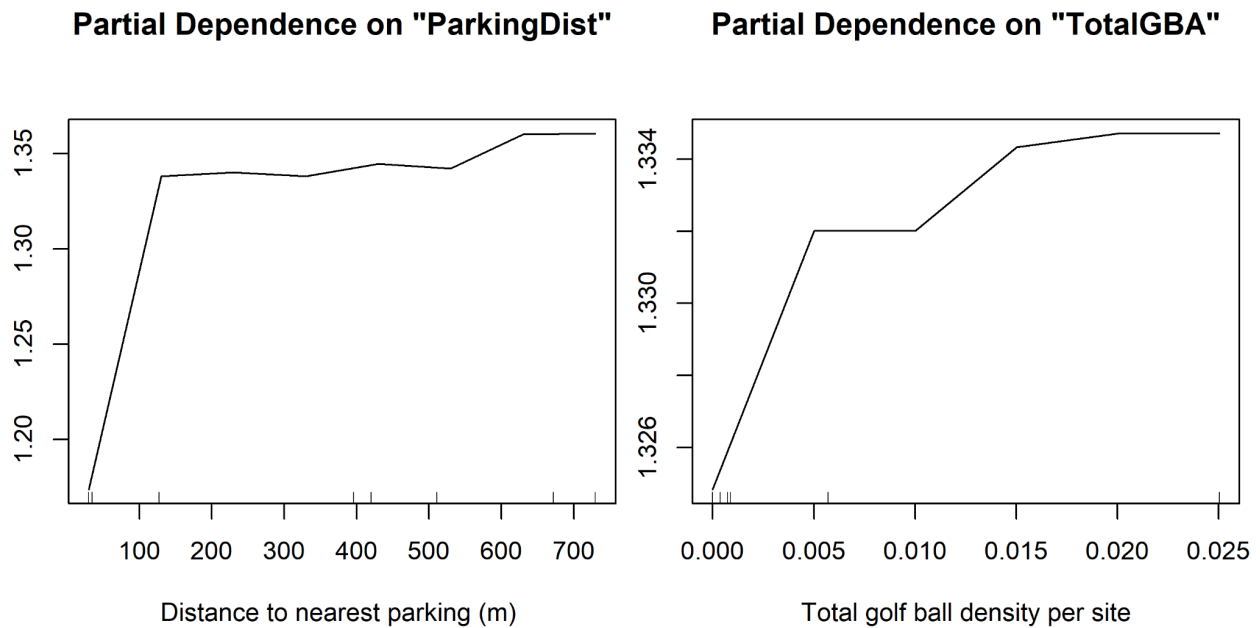 Partial Dependence on "ParkingDist"
1.35
1.30
1.25
1.20
100 200 300 400 500 600 700
Distance to nearest parking (m)
Partial Dependence on "TotalGBA"
1.334
1.330
1.326
0.000 0.005 0.010 0.015 0.020 0.025
Total golf ball density per site